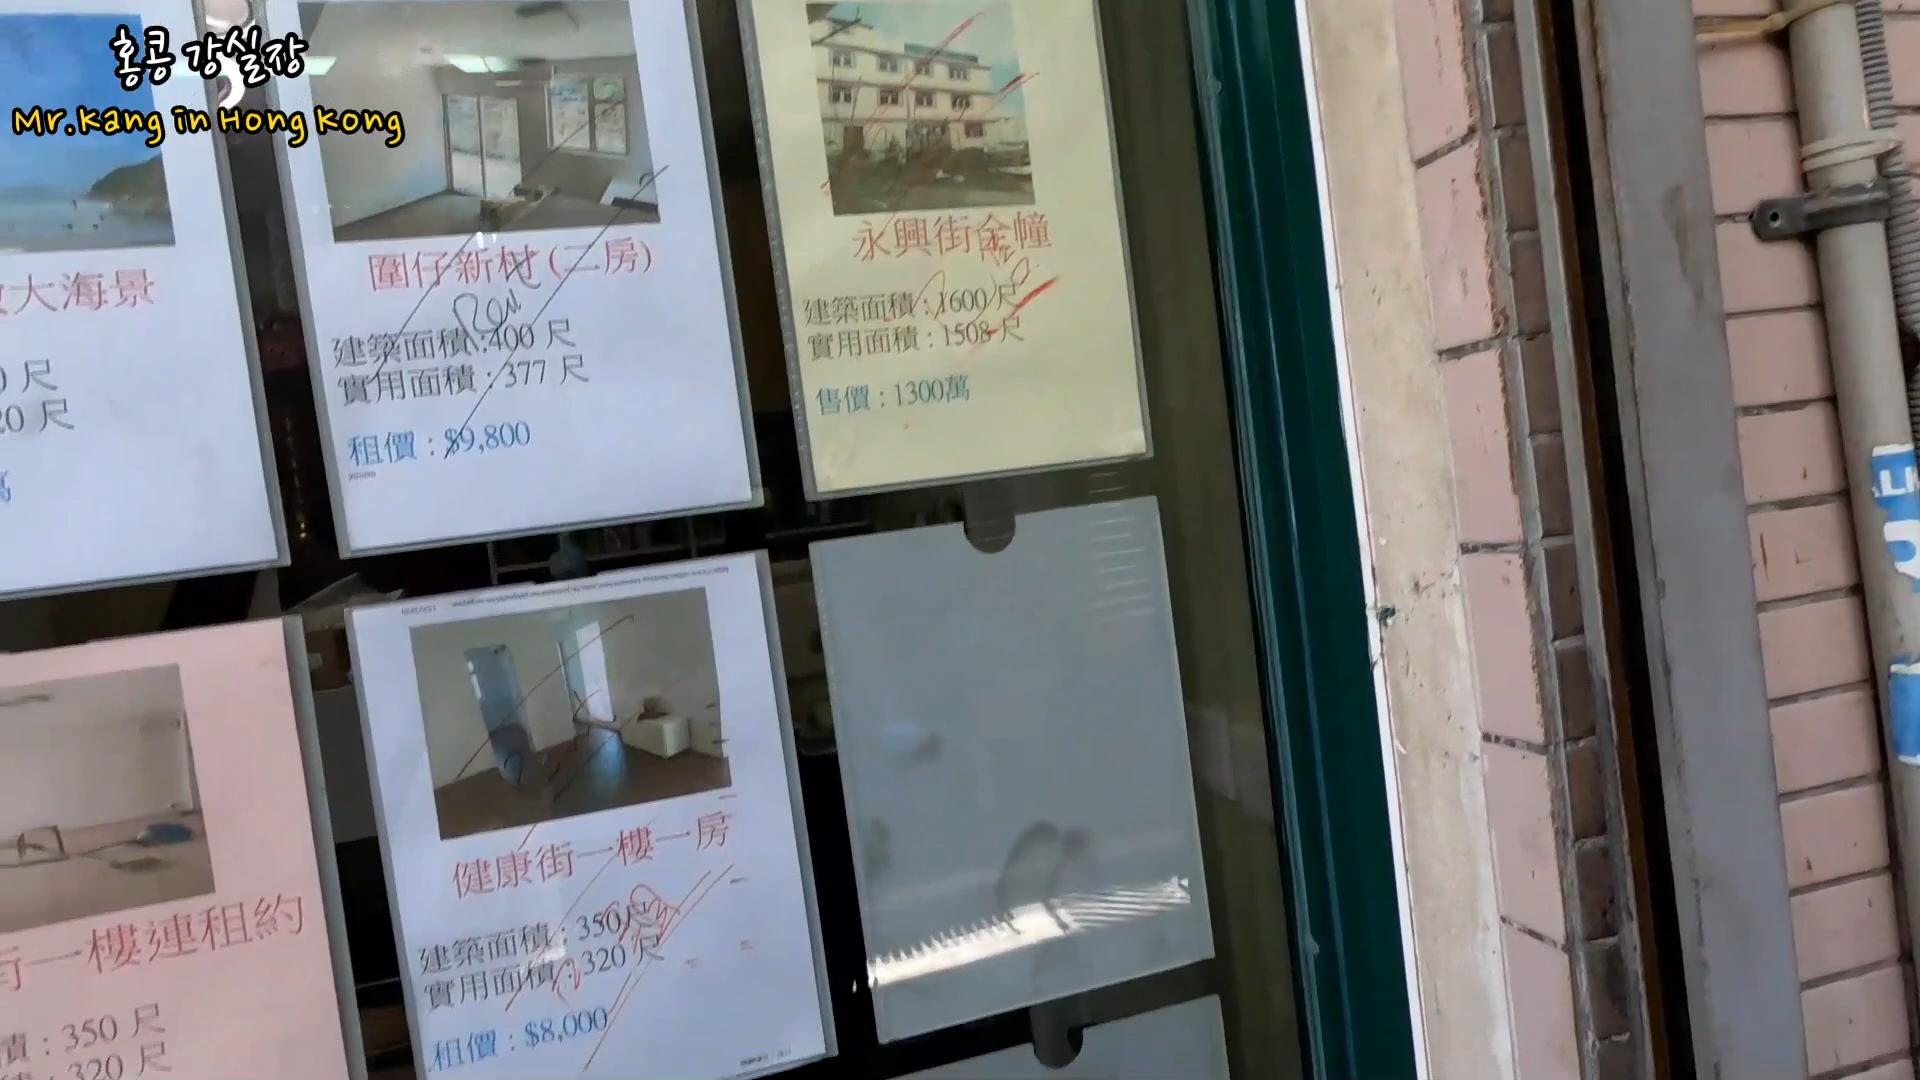 홍콩 강실장
Mr.Kang in Hong Kong
大海景
尺
20 尺
圍仔新村 (二房)
建築面積 : 400 尺
實用面積 : 377 尺
租價 : $9,800
永興街全幢
建築面積 : 1600 尺
實用面積 : 1508 尺
售價 : 1300萬
街一樓連租約
積 : 350 尺
: 320 尺
健康街一樓一房
建築面積 : 350 尺
實用面積 : 320 尺
租價 : $8,000